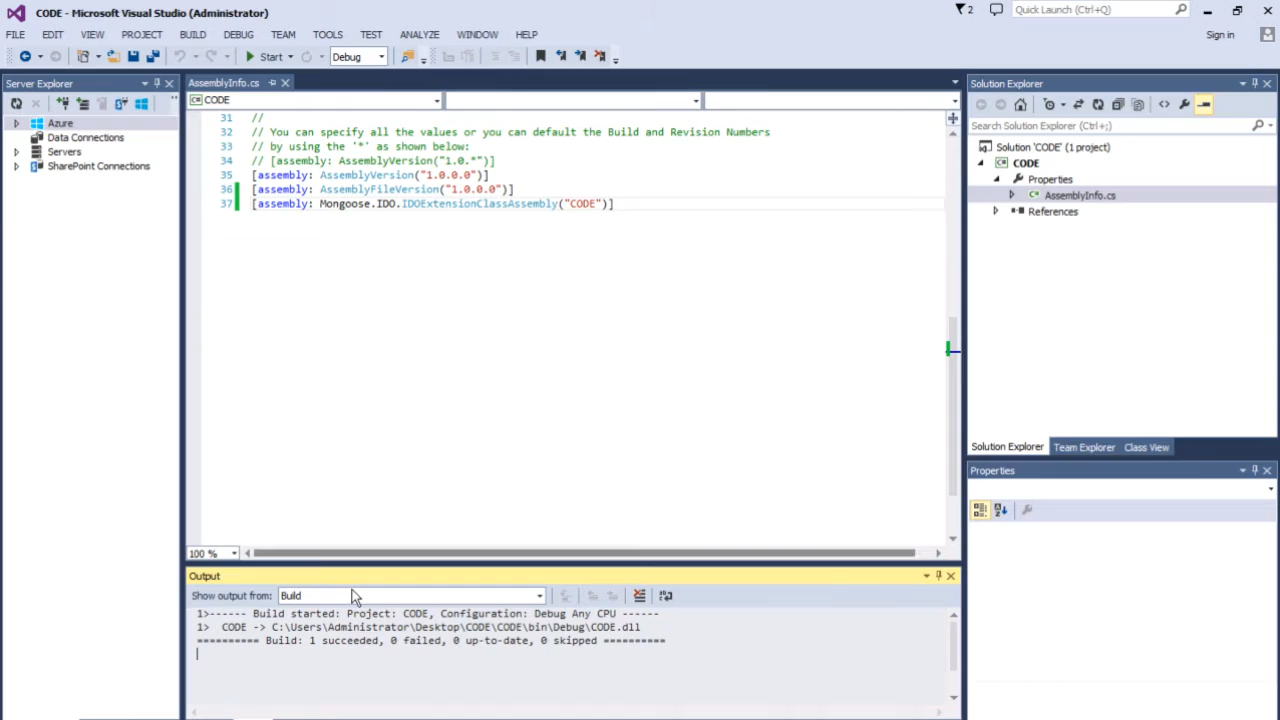 CODE - Microsoft Visual Studio (Administrator)
2
Quick Launch (Ctrl+Q)
FILE EDIT VIEW PROJECT BUILD DEBUG TEAM TOOLS TEST ANALYZE WINDOW HELP
Sign in
Start
Debug
Server Explorer
Azure
Data Connections
Servers
SharePoint Connections
AssemblyInfo.cs
CODE
31 //
32 // You can specify all the values or you can default the Build and Revision Numbers
33 // by using the '*' as shown below:
34 // [assembly: AssemblyVersion("1.0.*")]
35 [assembly: AssemblyVersion("1.0.0.0")]
36 [assembly: AssemblyFileVersion("1.0.0.0")]
37 [assembly: Mongoose.IDO.IDOExtensionClassAssembly("CODE")]
100 %
Output
Show output from: Build
1>------ Build started: Project: CODE, Configuration: Debug Any CPU ------
1> CODE -> C:\Users\Administrator\Desktop\CODE\CODE\bin\Debug\CODE.dll
========== Build: 1 succeeded, 0 failed, 0 up-to-date, 0 skipped ==========
Solution Explorer
Search Solution Explorer (Ctrl+;)
Solution 'CODE' (1 project)
CODE
Properties
AssemblyInfo.cs
References
Solution Explorer Team Explorer Class View
Properties